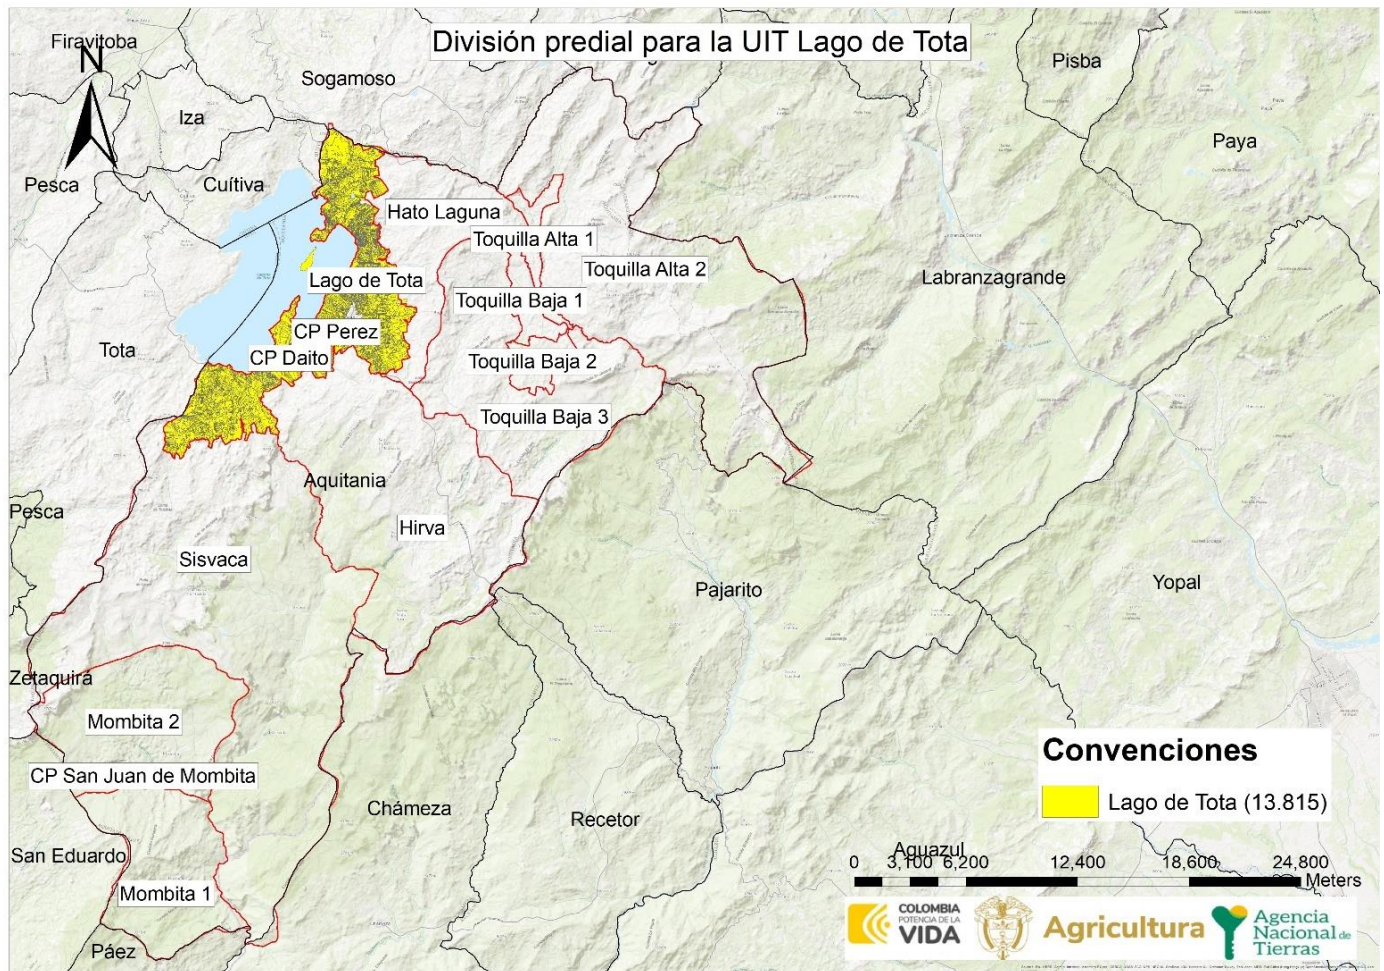 División predial para la UIT Lago de Tota
Firavitoba
N
Sogamoso
Pisba
Iza
Paya
Pesca
Cuítiva
Hato Laguna
Toquilla Alta 1
Toquilla Alta 2
Labranzagrande
Lago de Tota
Toquilla Baja 1
CP Perez
Tota
CP Daito
Toquilla Baja 2
Toquilla Baja 3
Aquitania
Pesca
Hirva
Sisvaca
Pajarito
Yopal
Zetaquirá
Mombita 2
CP San Juan de Mombita
Chámeza
Recetor
San Eduardo
Mombita 1
Páez
Convenciones
Lago de Tota (13.815)
Aguazul
0 3,100 6,200 12,400 18,600 24,800
Meters
COLOMBIA
POTENCIA DE LA
VIDA
Agricultura
Agencia
Nacional de
Tierras